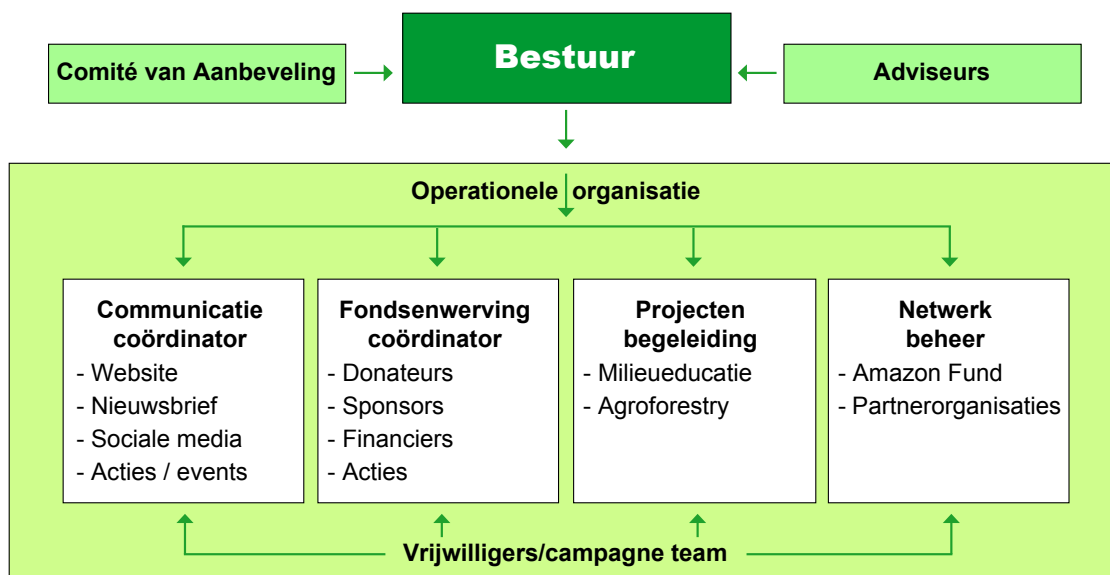 Comité van Aanbeveling
Bestuur
Adviseurs
Operationele organisatie
Communicatie
coördinator
- Website
- Nieuwsbrief
- Sociale media
- Acties / events
Fondsenwerving
coördinator
- Donateurs
- Sponsors
- Financiers
- Acties
Projecten
begeleiding
- Milieueducatie
- Agroforestry
Netwerk
beheer
- Amazon Fund
- Partnerorganisaties
Vrijwilligers/campagne team